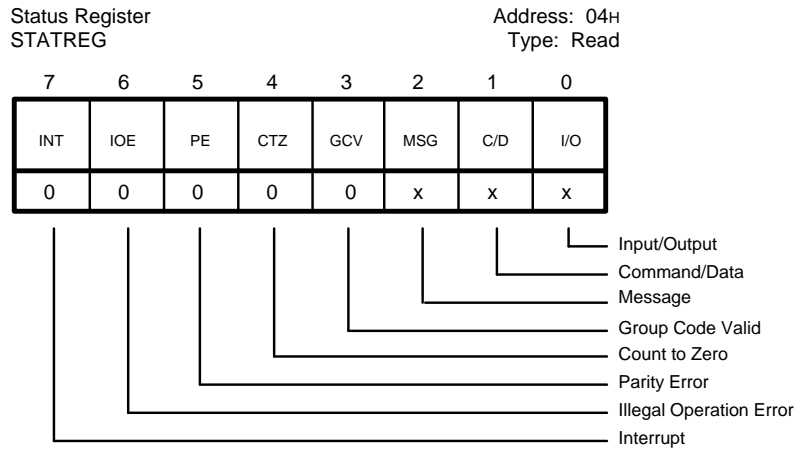 Status Register Address: 04H
STATREG Type: Read
7 6 5 4 3 2 1 0
INT IOE PE CTZ GCV MSG C/D I/O
0 0 0 0 0 x x x
Input/Output
Command/Data
Message
Group Code Valid
Count to Zero
Parity Error
Illegal Operation Error
Interrupt